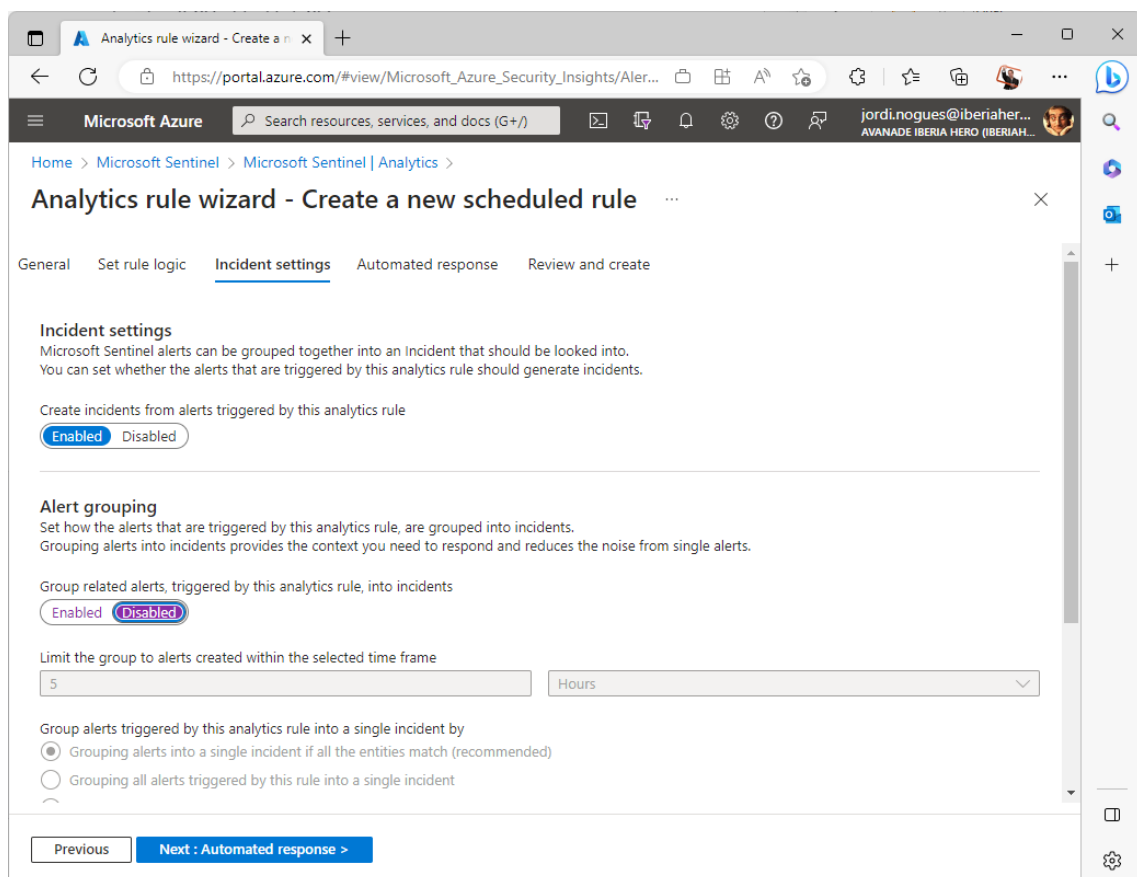 Analytics rule wizard - Create a n
https://portal.azure.com/#view/Microsoft_Azure_Security_Insights/Aler...
Microsoft Azure
Search resources, services, and docs (G+/)
jordi.nogues@iberiaher...
AVANADE IBERIA HERO (IBERIAH...
Home > Microsoft Sentinel > Microsoft Sentinel | Analytics >
Analytics rule wizard - Create a new scheduled rule ...
General Set rule logic Incident settings Automated response Review and create
Incident settings
Microsoft Sentinel alerts can be grouped together into an Incident that should be looked into.
You can set whether the alerts that are triggered by this analytics rule should generate incidents.
Create incidents from alerts triggered by this analytics rule
Enabled Disabled
Alert grouping
Set how the alerts that are triggered by this analytics rule, are grouped into incidents.
Grouping alerts into incidents provides the context you need to respond and reduces the noise from single alerts.
Group related alerts, triggered by this analytics rule, into incidents
Enabled Disabled
Limit the group to alerts created within the selected time frame
5 Hours
Group alerts triggered by this analytics rule into a single incident by
Grouping alerts into a single incident if all the entities match (recommended)
Grouping all alerts triggered by this rule into a single incident
Previous Next : Automated response >